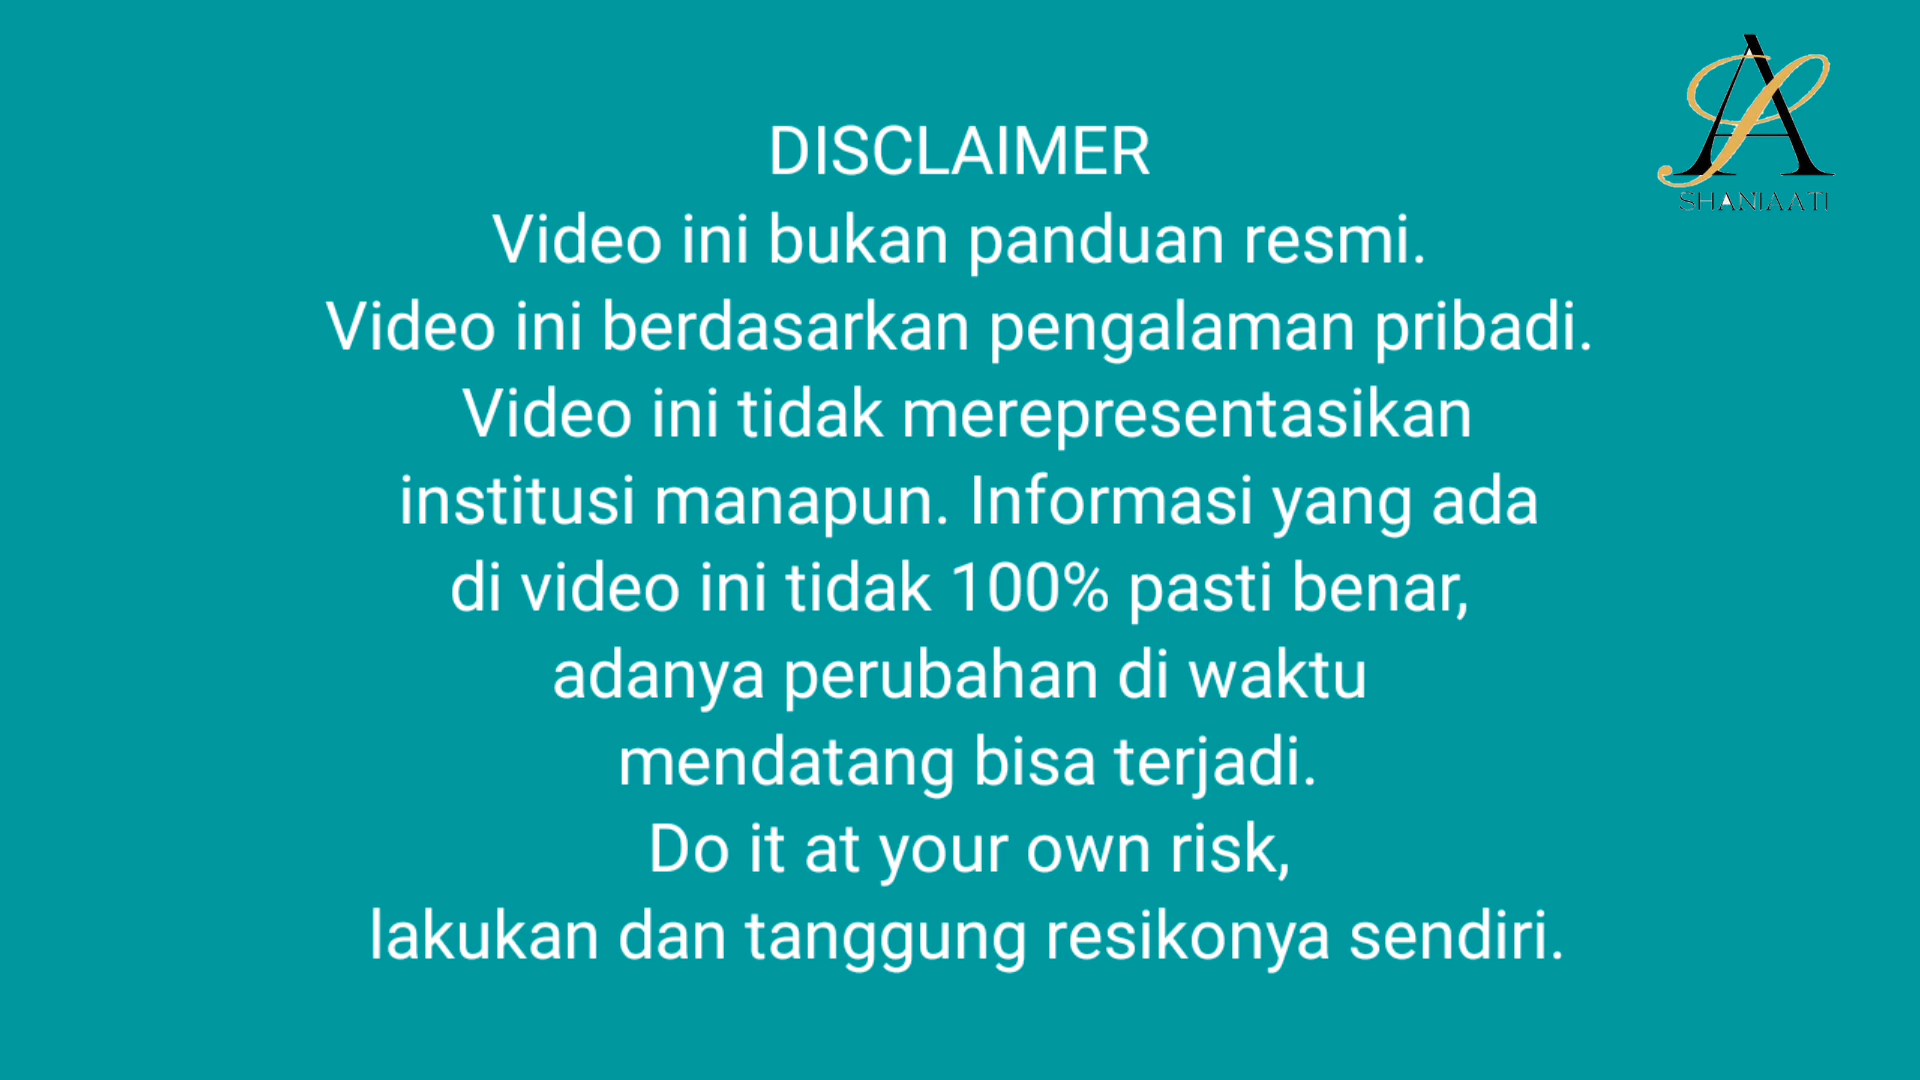 SHANIAATI
DISCLAIMER
Video ini bukan panduan resmi.
Video ini berdasarkan pengalaman pribadi.
Video ini tidak merepresentasikan
institusi manapun. Informasi yang ada
di video ini tidak 100% pasti benar,
adanya perubahan di waktu
mendatang bisa terjadi.
Do it at your own risk,
lakukan dan tanggung resikonya sendiri.